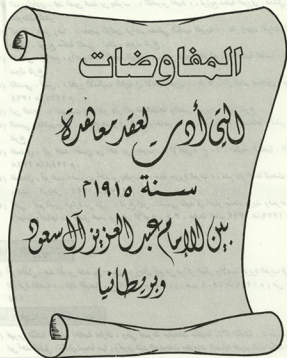 المفاوضات
التي أدت لعقد معاهدة
سنة ١٩١٥م
بين الإمام عبد العزيز آل سعود
وبريطانيا